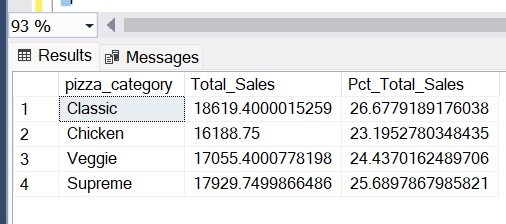 93 %
Results Messages
pizza_category Total_Sales Pct_Total_Sales
1 Classic 18619.4000015259 26.6779189176038
2 Chicken 16188.75 23.1952780348435
3 Veggie 17055.4000778198 24.4370162489706
4 Supreme 17929.7499866486 25.6897867985821